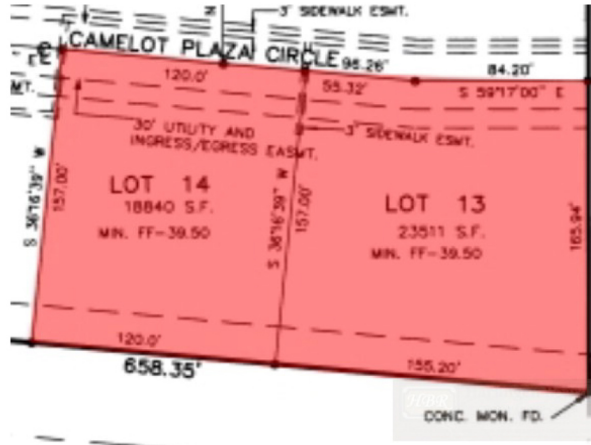 3' SIDEWALK ESMT.
CAMELOT PLAZA CIRCLE
96.26'
84.20'
120.0'
55.32'
S 59°17'00" E
30' UTILITY AND
INGRESS/EGRESS EASMT.
3' SIDEWALK ESMT.
S 36°16'39" W
157.00'
LOT 14
18840 S.F.
MIN. FF-39.50
S 36°16'39" W
157.00'
LOT 13
23511 S.F.
MIN. FF-39.50
165.94'
120.0'
658.35'
155.20'
CONC. MON. FD.